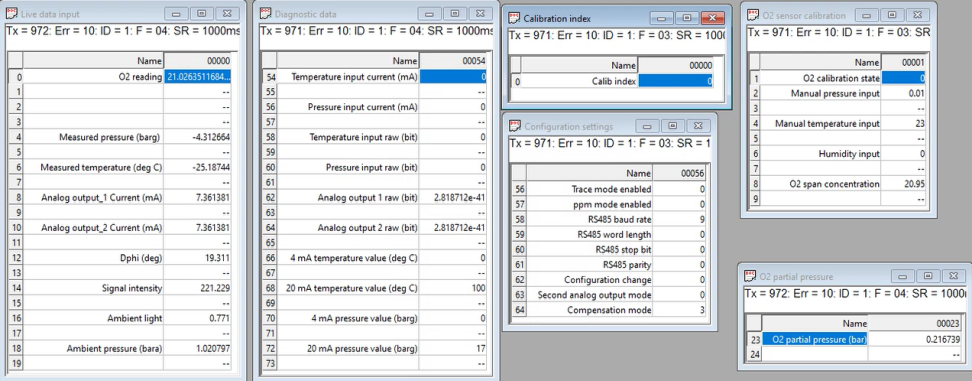 Live data input
Tx = 972: Err = 10: ID = 1: F = 04: SR = 1000ms
Name 00000
0 O2 reading 21.0263511684...
1 --
2 --
3 --
4 Measured pressure (barg) -4.312664
5 --
6 Measured temperature (deg C) -25.18744
7 --
8 Analog output_1 Current (mA) 7.361381
9 --
10 Analog output_2 Current (mA) 7.361381
11 --
12 Dphi (deg) 19.311
13 --
14 Signal intensity 221.229
15 --
16 Ambient light 0.771
17 --
18 Ambient pressure (bara) 1.020797
19 --
Diagnostic data
Tx = 971: Err = 10: ID = 1: F = 04: SR = 1000ms
Name 00054
54 Temperature input current (mA) 0
55 --
56 Pressure input current (mA) 0
57 --
58 Temperature input raw (bit) 0
59 --
60 Pressure input raw (bit) 0
61 --
62 Analog output 1 raw (bit) 2.818712e-41
63 --
64 Analog output 2 raw (bit) 2.818712e-41
65 --
66 4 mA temperature value (deg C) 0
67 --
68 20 mA temperature value (deg C) 100
69 --
70 4 mA pressure value (barg) 0
71 --
72 20 mA pressure value (barg) 17
73 --
Calibration index
Tx = 971: Err = 10: ID = 1: F = 03: SR = 100
Name 00000
0 Calib index 0
Configuration settings
Tx = 971: Err = 10: ID = 1: F = 03: SR = 1
Name 00056
56 Trace mode enabled 0
57 ppm mode enabled 0
58 RS485 baud rate 9
59 RS485 word length 0
60 RS485 stop bit 0
61 RS485 parity 0
62 Configuration change 0
63 Second analog output mode 0
64 Compensation mode 3
O2 sensor calibration
Tx = 971: Err = 10: ID = 1: F = 03: SR
Name 00001
1 O2 calibration state 0
2 Manual pressure input 0.01
3 --
4 Manual temperature input 23
5 --
6 Humidity input 0
7 --
8 O2 span concentration 20.95
9 --
O2 partial pressure
Tx = 972: Err = 10: ID = 1: F = 04: SR = 1000
Name 00023
23 O2 partial pressure (bar) 0.216739
24 --